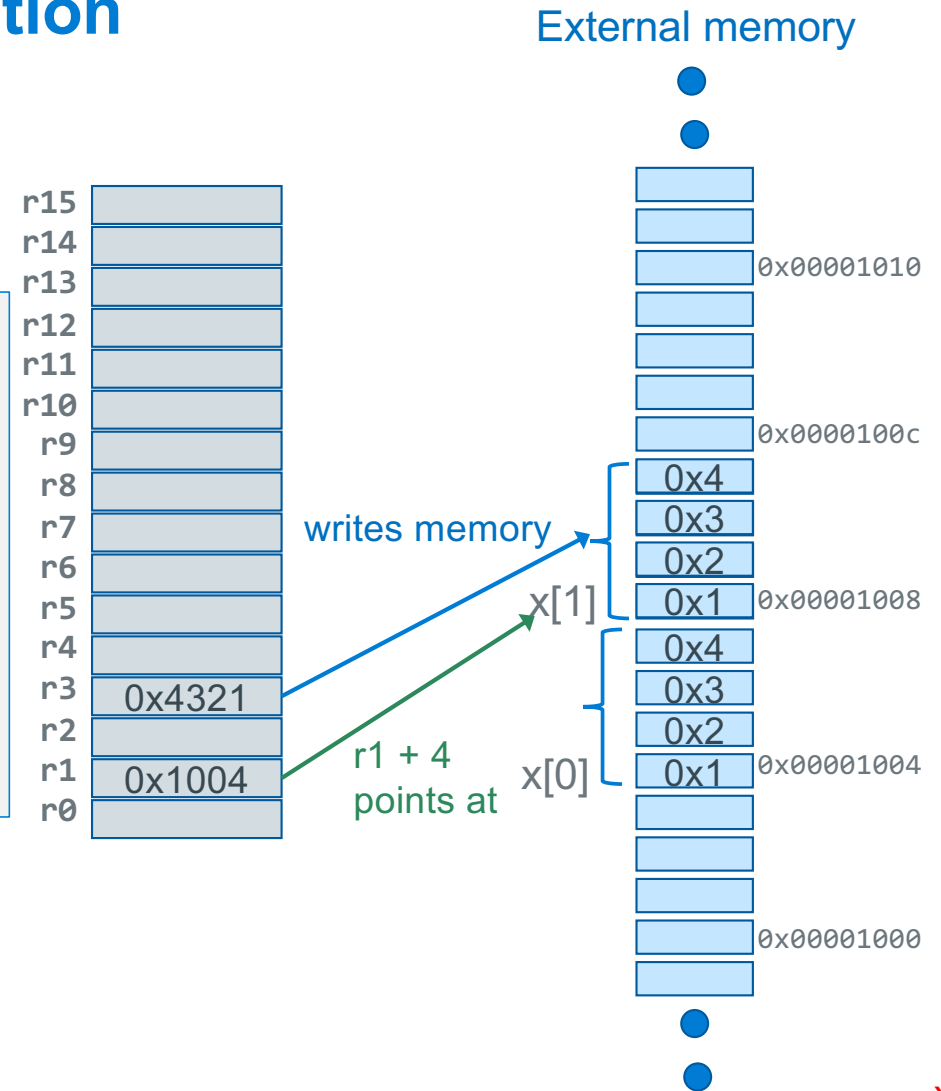 tion
External memory
r15
r14
0x00001010
r13
r12
r11
r10
0x0000100c
r9
0x4
r8
0x3
writes memory
r7
0x2
r6
x[1]
0x1
0x00001008
r5
0x4
r4
0x3
r3
0x4321
0x2
r2
r1 + 4
0x1
0x00001004
r1
0x1004
x[0]
points at
r0
0x00001000